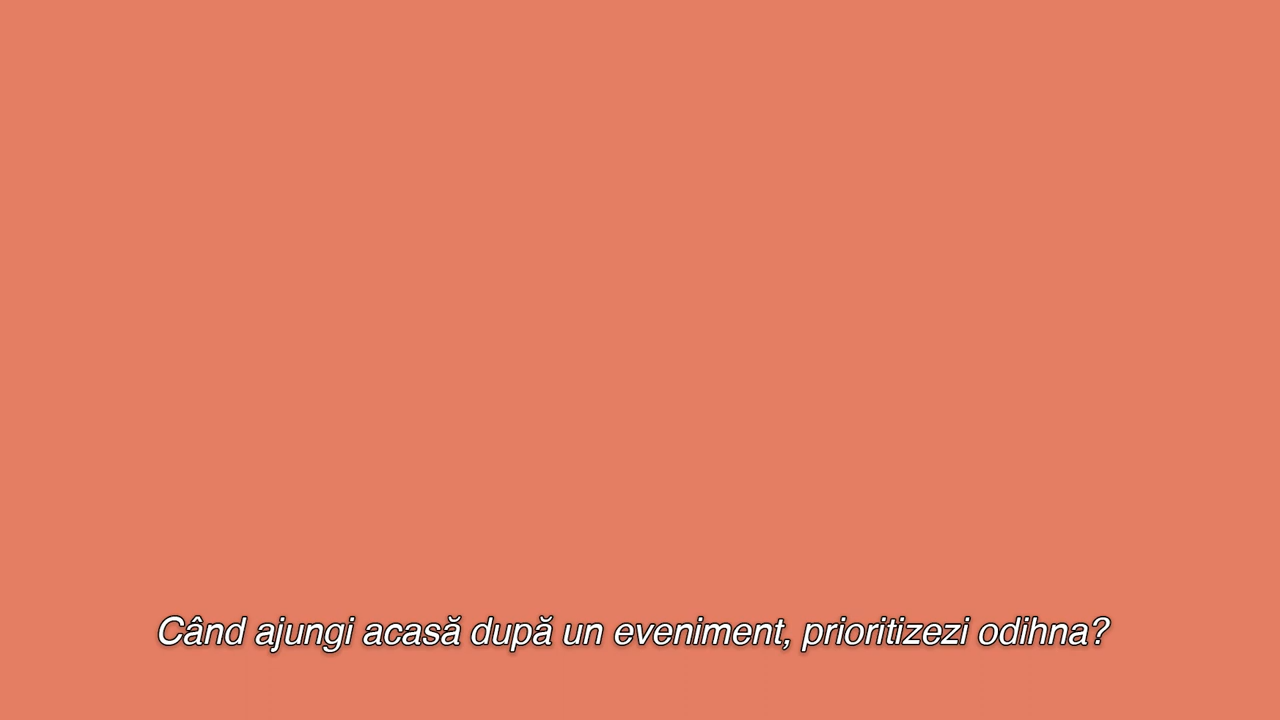 Când ajungi acasă după un eveniment, prioritizezi odihna?